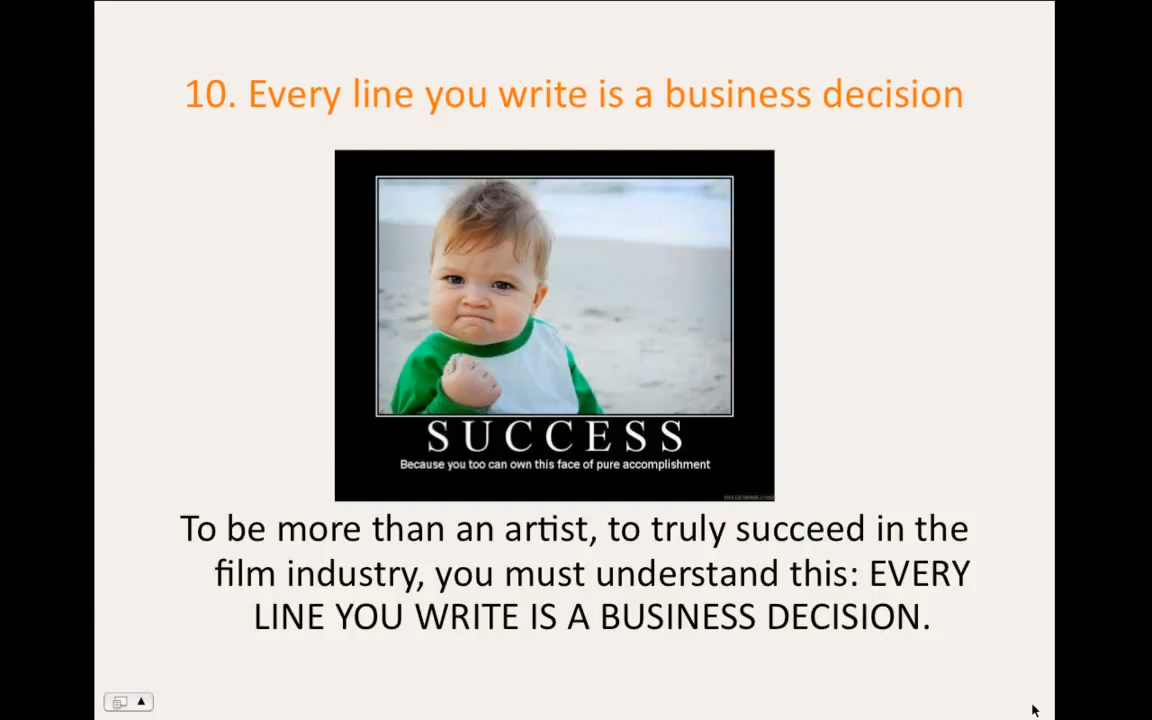 10. Every line you write is a business decision
SUCCESS
Because you too can own this face of pure accomplishment
To be more than an artist, to truly succeed in the
film industry, you must understand this: EVERY
LINE YOU WRITE IS A BUSINESS DECISION.